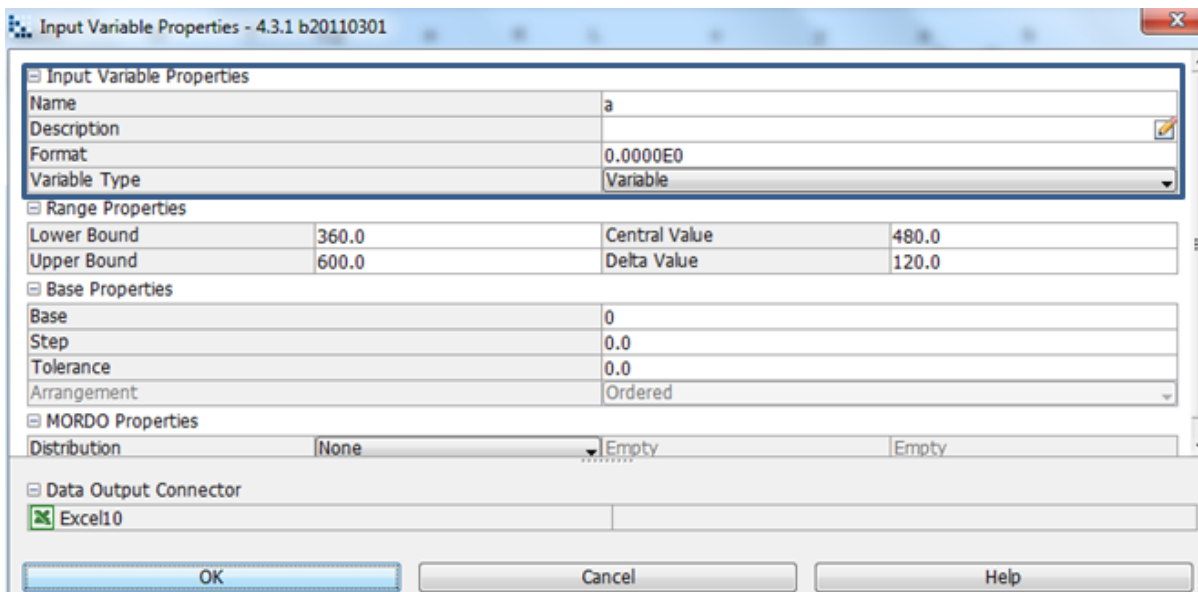 Input Variable Properties - 4.3.1 b20110301
Input Variable Properties
Name a
Description
Format 0.0000E0
Variable Type Variable
Range Properties
Lower Bound 360.0 Central Value 480.0
Upper Bound 600.0 Delta Value 120.0
Base Properties
Base 0
Step 0.0
Tolerance 0.0
Arrangement Ordered
MORDO Properties
Distribution None Empty Empty
Data Output Connector
Excel10
OK Cancel Help